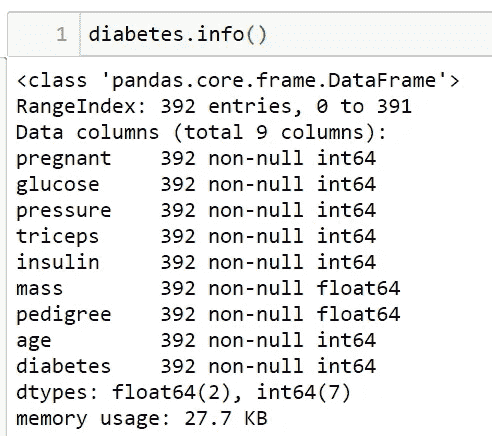 1 diabetes.info()
<class 'pandas.core.frame.DataFrame'>
RangeIndex: 392 entries, 0 to 391
Data columns (total 9 columns):
pregnant    392 non-null int64
glucose     392 non-null int64
pressure    392 non-null int64
triceps     392 non-null int64
insulin     392 non-null int64
mass        392 non-null float64
pedigree    392 non-null float64
age         392 non-null int64
diabetes    392 non-null int64
dtypes: float64(2), int64(7)
memory usage: 27.7 KB